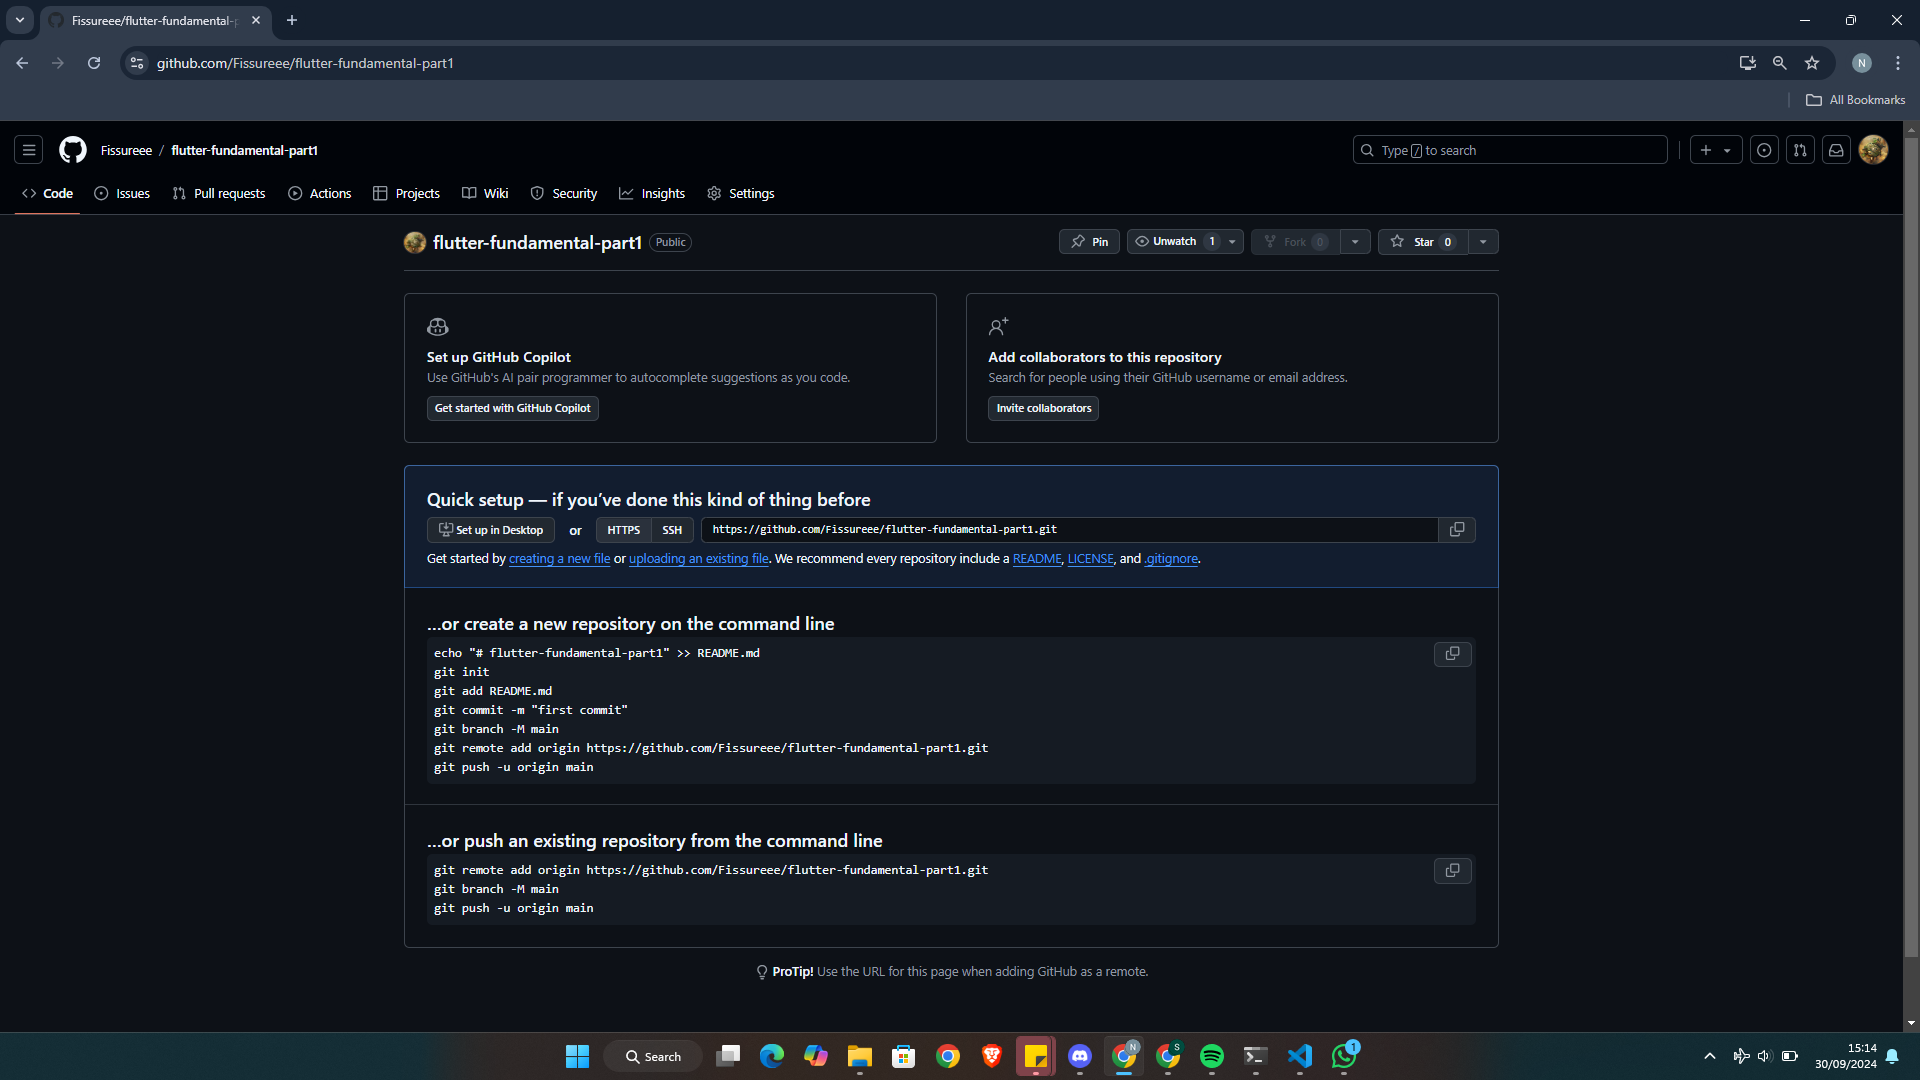 Fissureee/flutter-fundamental-p
github.com/Fissureee/flutter-fundamental-part1
N
All Bookmarks
Fissureee / flutter-fundamental-part1
Type / to search
Code Issues Pull requests Actions Projects Wiki Security Insights Settings
flutter-fundamental-part1 Public
Pin Unwatch 1 Fork 0 Star 0
Set up GitHub Copilot
Use GitHub's AI pair programmer to autocomplete suggestions as you code.
Get started with GitHub Copilot
Add collaborators to this repository
Search for people using their GitHub username or email address.
Invite collaborators
Quick setup — if you’ve done this kind of thing before
Set up in Desktop or HTTPS SSH https://github.com/Fissureee/flutter-fundamental-part1.git
Get started by creating a new file or uploading an existing file. We recommend every repository include a README, LICENSE, and .gitignore.
…or create a new repository on the command line
echo "# flutter-fundamental-part1" >> README.md
git init
git add README.md
git commit -m "first commit"
git branch -M main
git remote add origin https://github.com/Fissureee/flutter-fundamental-part1.git
git push -u origin main
…or push an existing repository from the command line
git remote add origin https://github.com/Fissureee/flutter-fundamental-part1.git
git branch -M main
git push -u origin main
ProTip! Use the URL for this page when adding GitHub as a remote.
Search
N
S
1
15:14
30/09/2024